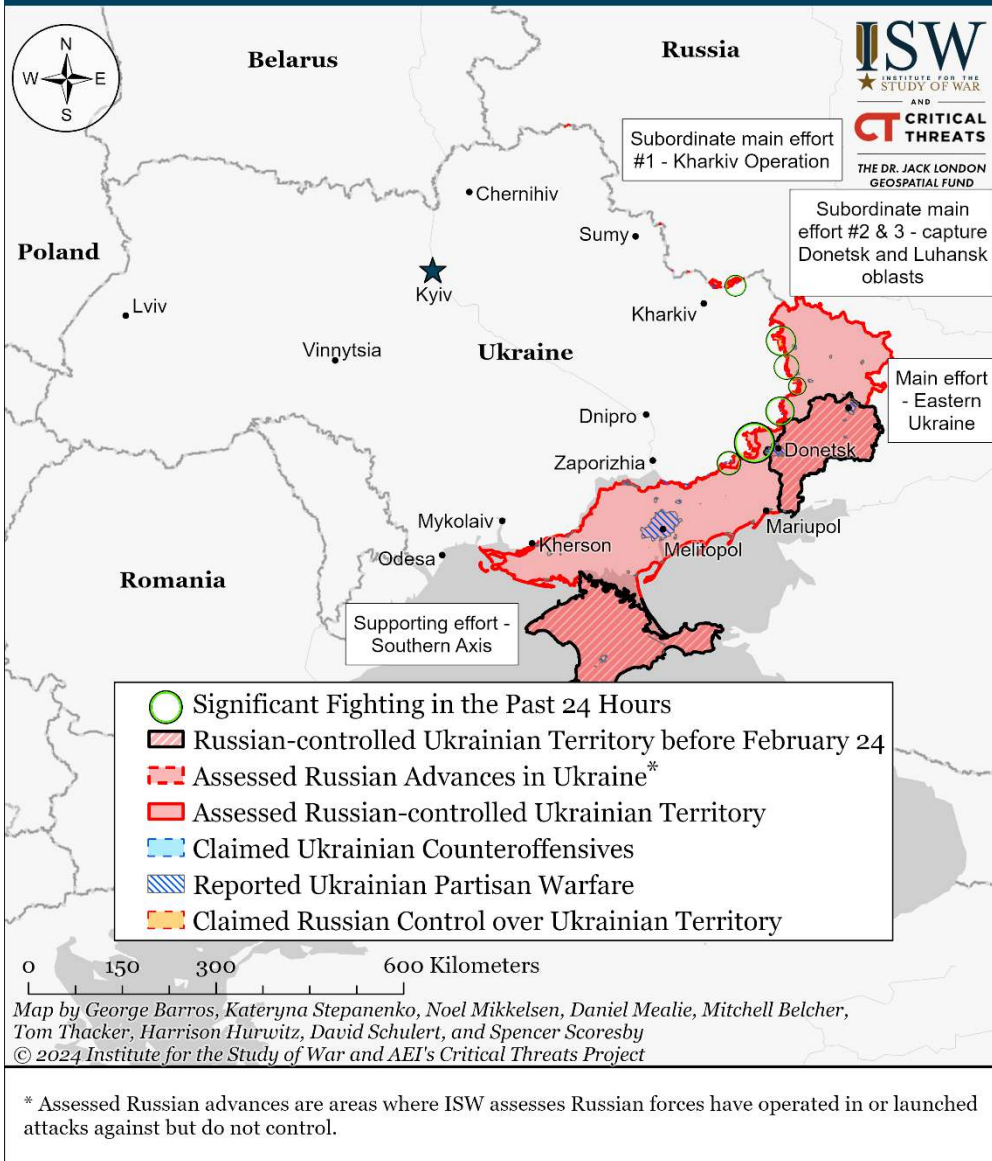 N
W
E
S
Belarus
Russia
ISW
INSTITUTE FOR THE
STUDY OF WAR
AND
CT CRITICAL
THREATS
THE DR. JACK LONDON
GEOSPATIAL FUND
Subordinate main effort
#1 - Kharkiv Operation
Subordinate main
effort #2 & 3 - capture
Donetsk and Luhansk
oblasts
Chernihiv
Sumy
Poland
Kyiv
Lviv
Kharkiv
Vinnytsia
Ukraine
Main effort
- Eastern
Ukraine
Dnipro
Donetsk
Zaporizhia
Mykolaiv
Mariupol
Kherson
Melitopol
Odesa
Romania
Supporting effort -
Southern Axis
Significant Fighting in the Past 24 Hours
Russian-controlled Ukrainian Territory before February 24
Assessed Russian Advances in Ukraine*
Assessed Russian-controlled Ukrainian Territory
Claimed Ukrainian Counteroffensives
Reported Ukrainian Partisan Warfare
Claimed Russian Control over Ukrainian Territory
0 150 300 600 Kilometers
Map by George Barros, Kateryna Stepanenko, Noel Mikkelsen, Daniel Mealie, Mitchell Belcher,
Tom Thacker, Harrison Hurwitz, David Schulert, and Spencer Scoresby
© 2024 Institute for the Study of War and AEI's Critical Threats Project
* Assessed Russian advances are areas where ISW assesses Russian forces have operated in or launched
attacks against but do not control.